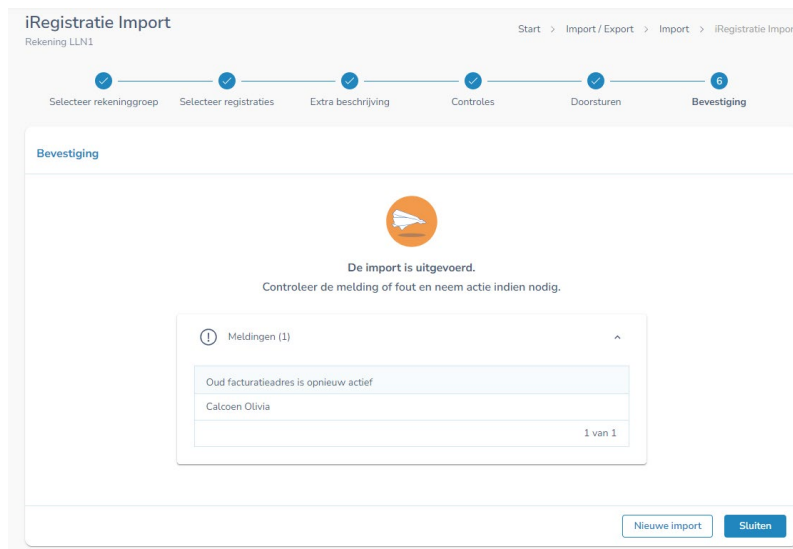 iRegistratie Import
Rekening LLN1
Start > Import / Export > Import > iRegistratie Impor
Selecteer rekeninggroep Selecteer registraties Extra beschrijving Controles Doorsturen 6 Bevestiging
Bevestiging
De import is uitgevoerd.
Controleer de melding of fout en neem actie indien nodig.
Meldingen (1)
Oud facturatieadres is opnieuw actief
Calcoen Olivia
1 van 1
Nieuwe import Sluiten